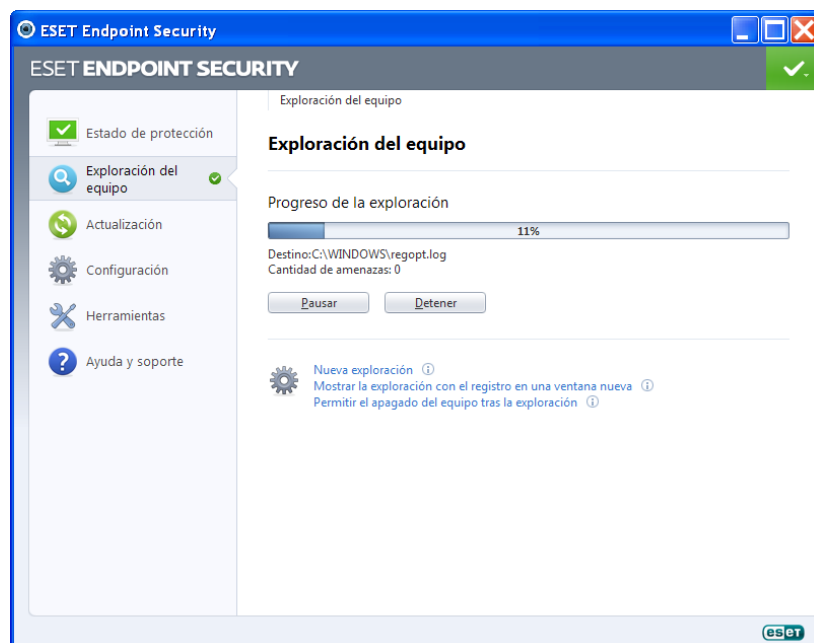 ESET Endpoint Security
ESET ENDPOINT SECURITY
Estado de protección
Exploración del equipo
Actualización
Configuración
Herramientas
Ayuda y soporte
Exploración del equipo
Exploración del equipo
Progreso de la exploración
11%
Destino:C:\WINDOWS\regopt.log
Cantidad de amenazas: 0
Pausar Detener
Nueva exploración
Mostrar la exploración con el registro en una ventana nueva
Permitir el apagado del equipo tras la exploración
eset